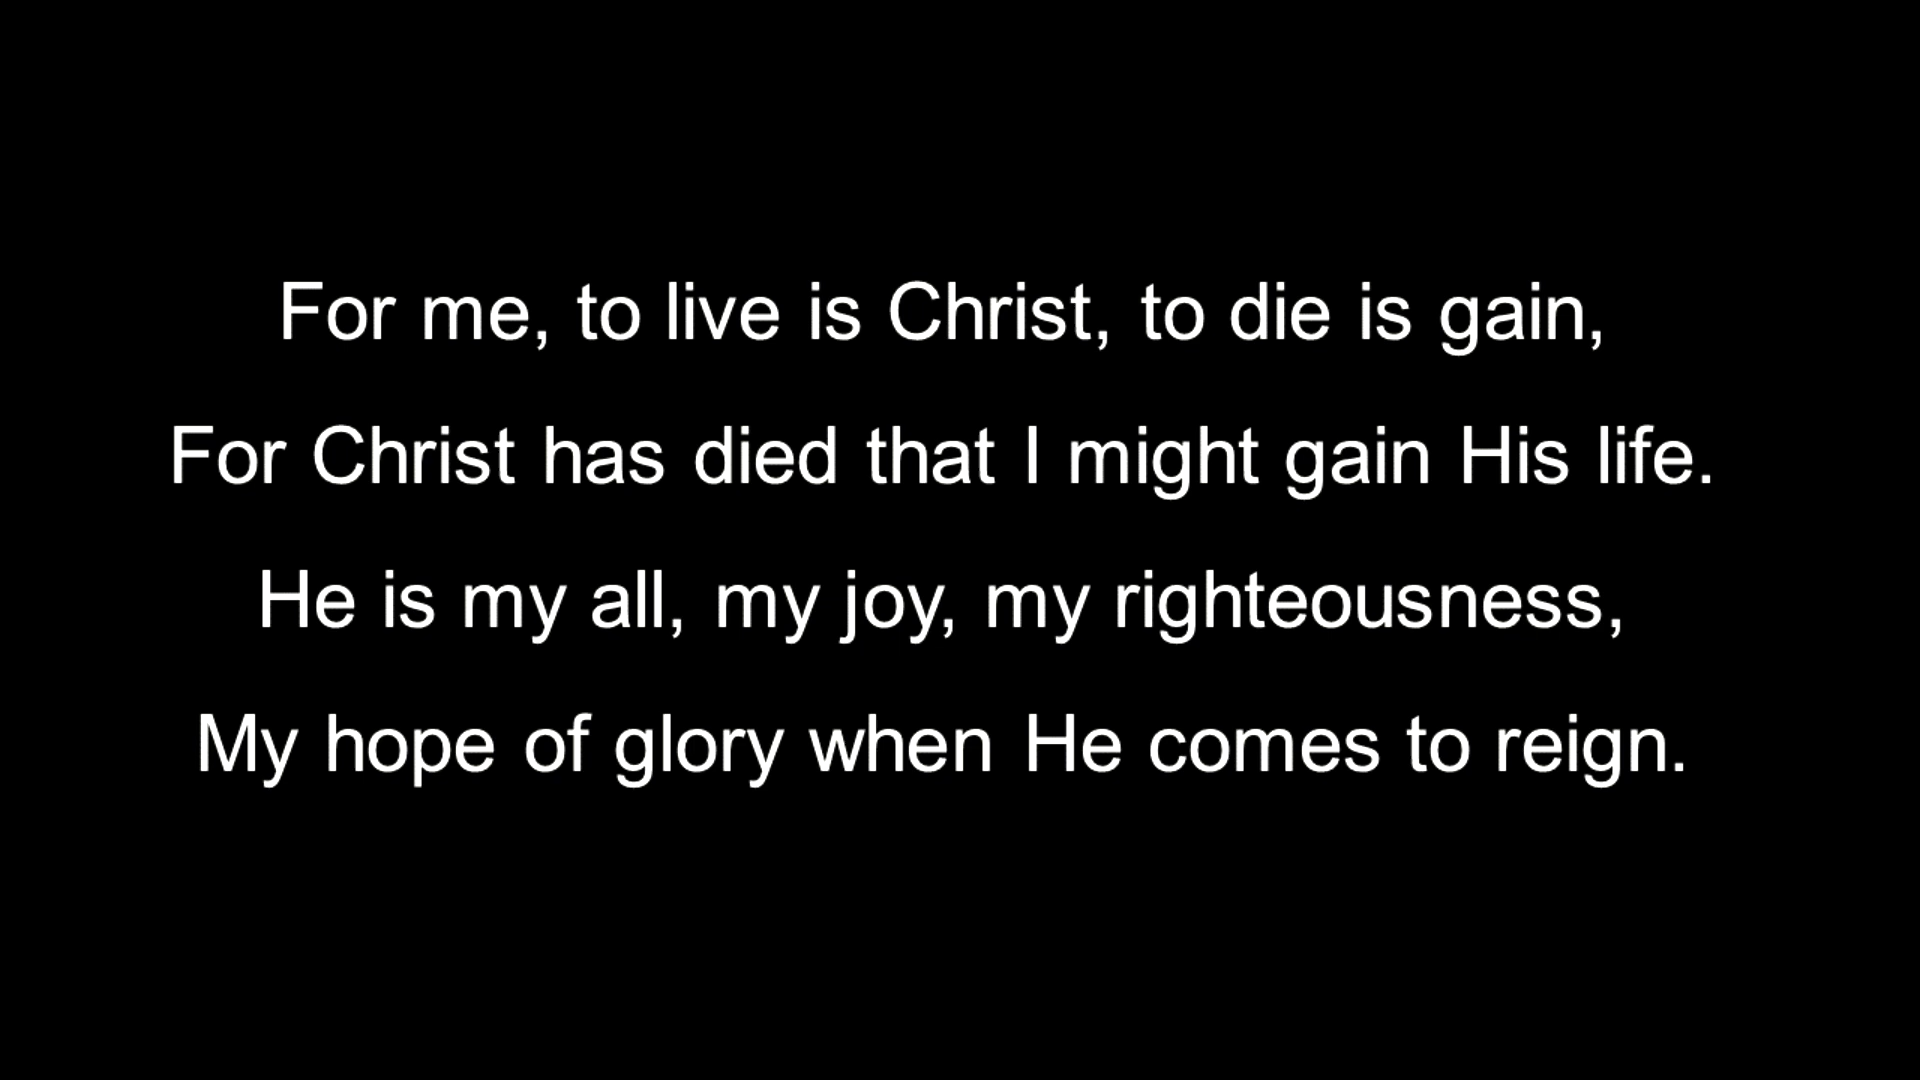 For me, to live is Christ, to die is gain,
For Christ has died that I might gain His life.
He is my all, my joy, my righteousness,
My hope of glory when He comes to reign.